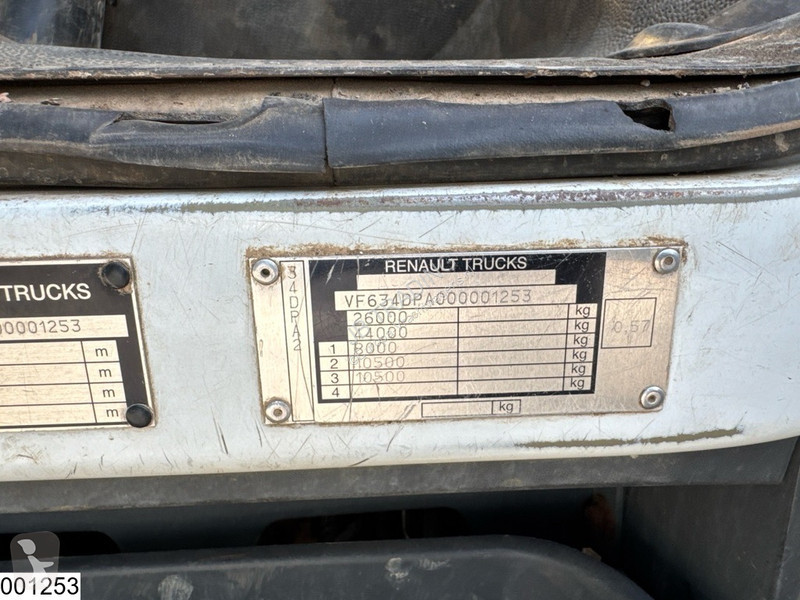 TRUCKS
00001253
m
m
m
RENAULT TRUCKS
34DPA2
VF634DPA000001253
26000 kg
44000 kg
1 8000 kg
2 10500 kg
3 10500 kg
4 kg
kg
0,57
001253